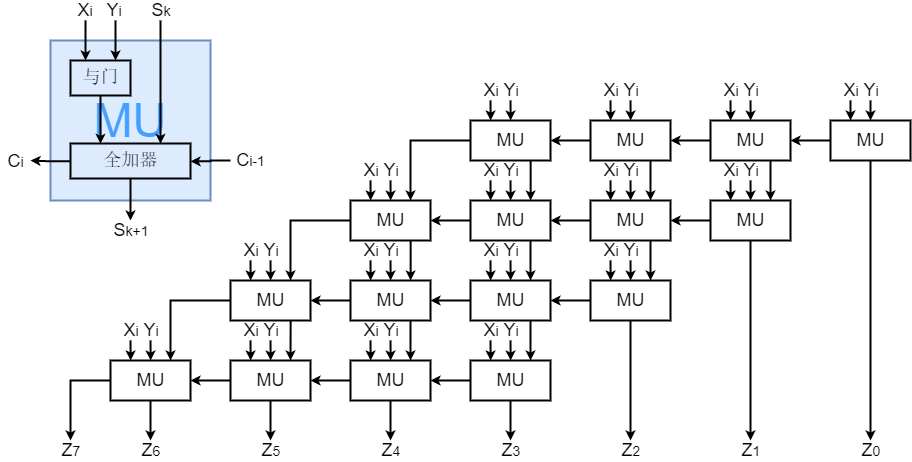 Xi Yi Sk
与门
MU
全加器
Ci Ci-1
Sk+1
Xi Yi Xi Yi Xi Yi Xi Yi
MU MU MU MU
Xi Yi Xi Yi Xi Yi Xi Yi
MU MU MU MU
Xi Yi Xi Yi Xi Yi Xi Yi
MU MU MU MU
Xi Yi Xi Yi Xi Yi Xi Yi
MU MU MU MU
Z7 Z6 Z5 Z4 Z3 Z2 Z1 Z0